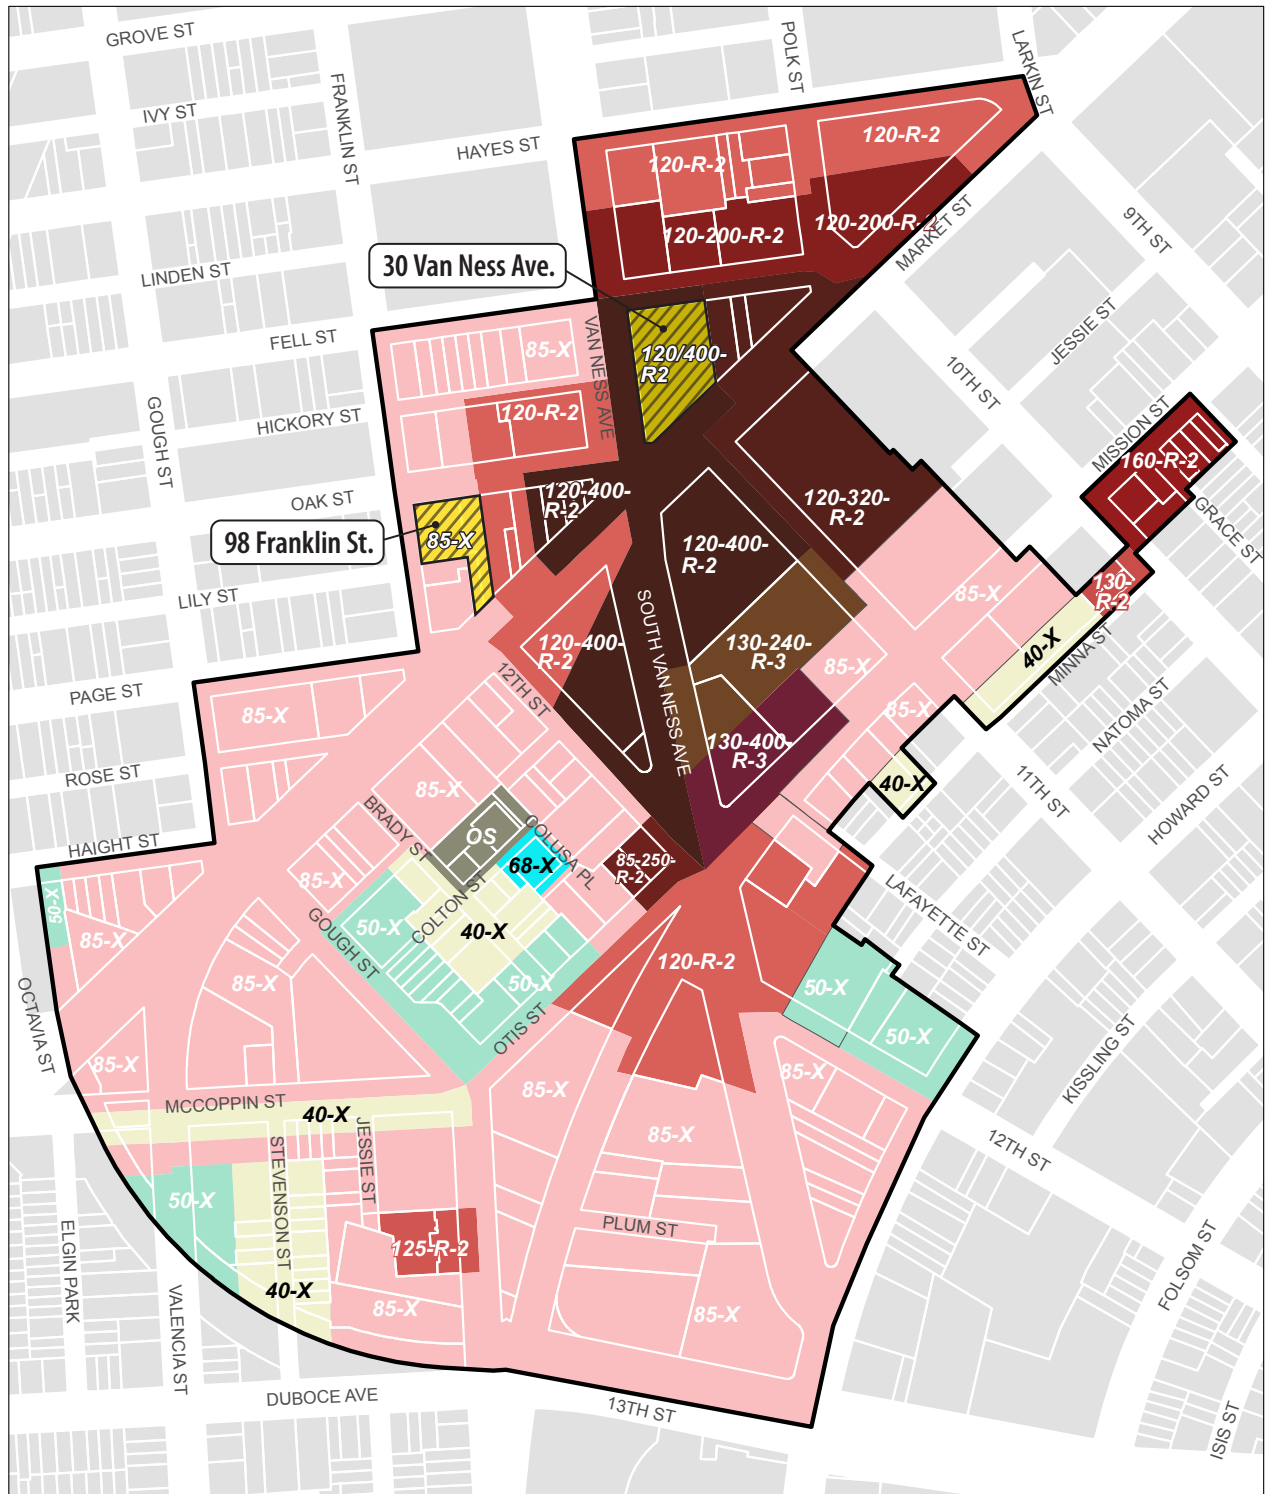 GROVE ST
POLK ST
LARKIN ST
IVY ST
FRANKLIN ST
HAYES ST
120-R-2
120-R-2
120-200-R-2
120-200-R-2
MARKET ST
9TH ST
30 Van Ness Ave.
LINDEN ST
FELL ST
VAN NESS AVE
85-X
120/400-
R2
JESSIE ST
10TH ST
GOUGH ST
HICKORY ST
120-R-2
MISSION ST
160-R-2
OAK ST
120-400-
R-2
120-320-
R-2
GRACE ST
98 Franklin St.
85-X
120-400-
R-2
LILY ST
85-X
130-
R-2
SOUTH VAN NESS AVE
120-400-
R-2
130-240-
R-3
85-X
40-X
MINNA ST
PAGE ST
12TH ST
85-X
85-X
NATOMA ST
130-400-
R-3
ROSE ST
85-X
40-X
11TH ST
HOWARD ST
BRADY ST
OS
COLUSA PL
HAIGHT ST
68-X
85-250-
R-2
85-X
50-X
COLTON ST
LAFAYETTE ST
GOUGH ST
50-X
40-X
85-X
120-R-2
85-X
50-X
50-X
OCTAVIA ST
OTIS ST
50-X
85-X
85-X
85-X
KISSLING ST
MCCOPPIN ST
40-X
85-X
JESSIE ST
STEVENSON ST
12TH ST
50-X
PLUM ST
125-R-2
ELGIN PARK
40-X
85-X
85-X
FOLSOM ST
VALENCIA ST
DUBOCE AVE
13TH ST
ISIS ST